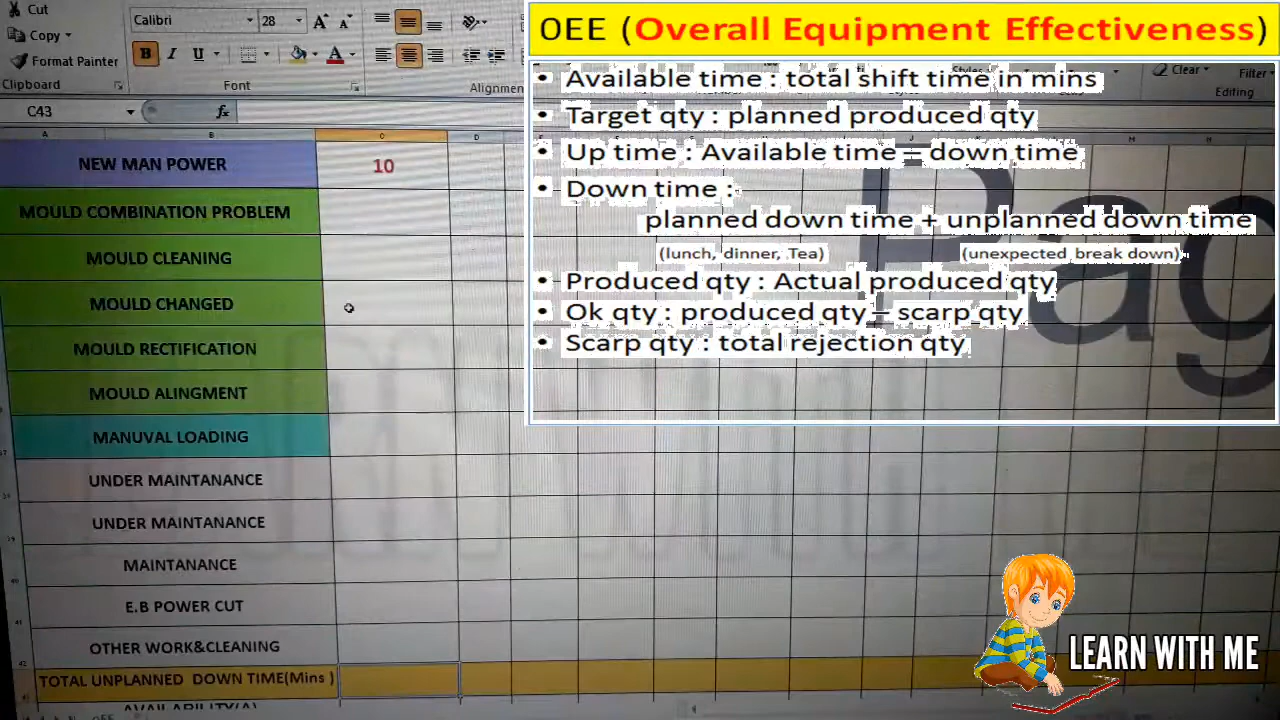 Cut
Copy
Format Painter
Clipboard
Calibri
28
B I U
Font
Alignmen
Clear
Filter
Editing
C43
fx
A
B
C
D
NEW MAN POWER
10
MOULD COMBINATION PROBLEM
MOULD CLEANING
MOULD CHANGED
MOULD RECTIFICATION
MOULD ALINGMENT
MANUVAL LOADING
UNDER MAINTANANCE
UNDER MAINTANANCE
MAINTANANCE
E.B POWER CUT
OTHER WORK&CLEANING
TOTAL UNPLANNED DOWN TIME(Mins )
AVAILABILITY(A)
OEE (Overall Equipment Effectiveness)
• Available time : total shift time in mins
• Target qty : planned produced qty
• Up time : Available time – down time
• Down time :
planned down time + unplanned down time
(lunch, dinner, Tea) (unexpected break down)
• Produced qty : Actual produced qty
• Ok qty : produced qty – scarp qty
• Scarp qty : total rejection qty
Pag
LEARN WITH ME